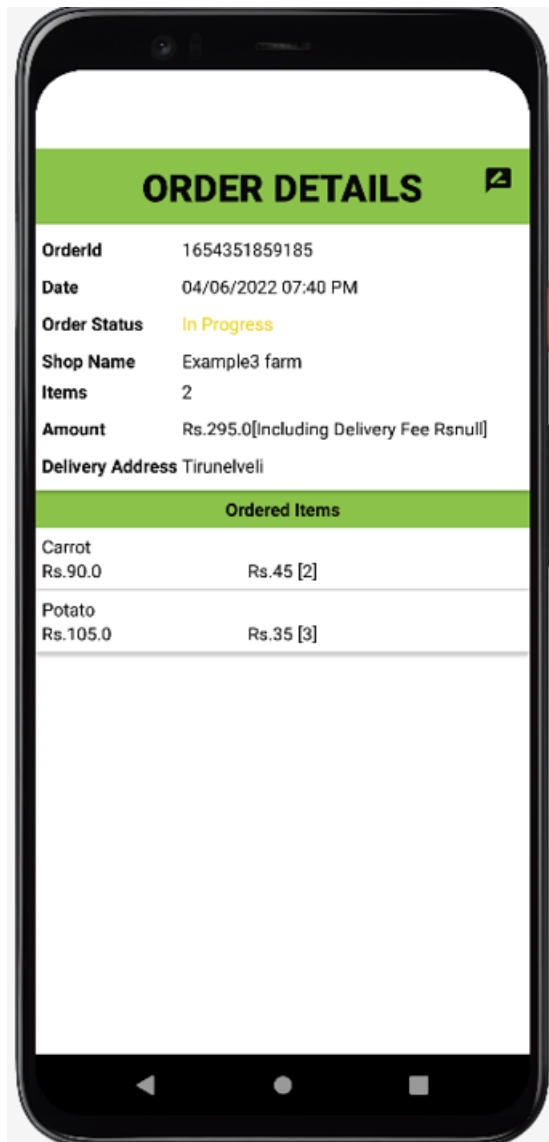 ORDER DETAILS
OrderId 1654351859185
Date 04/06/2022 07:40 PM
Order Status In Progress
Shop Name Example3 farm
Items 2
Amount Rs.295.0[Including Delivery Fee Rsnull]
Delivery Address Tirunelveli
Ordered Items
Carrot
Rs.90.0 Rs.45 [2]
Potato
Rs.105.0 Rs.35 [3]